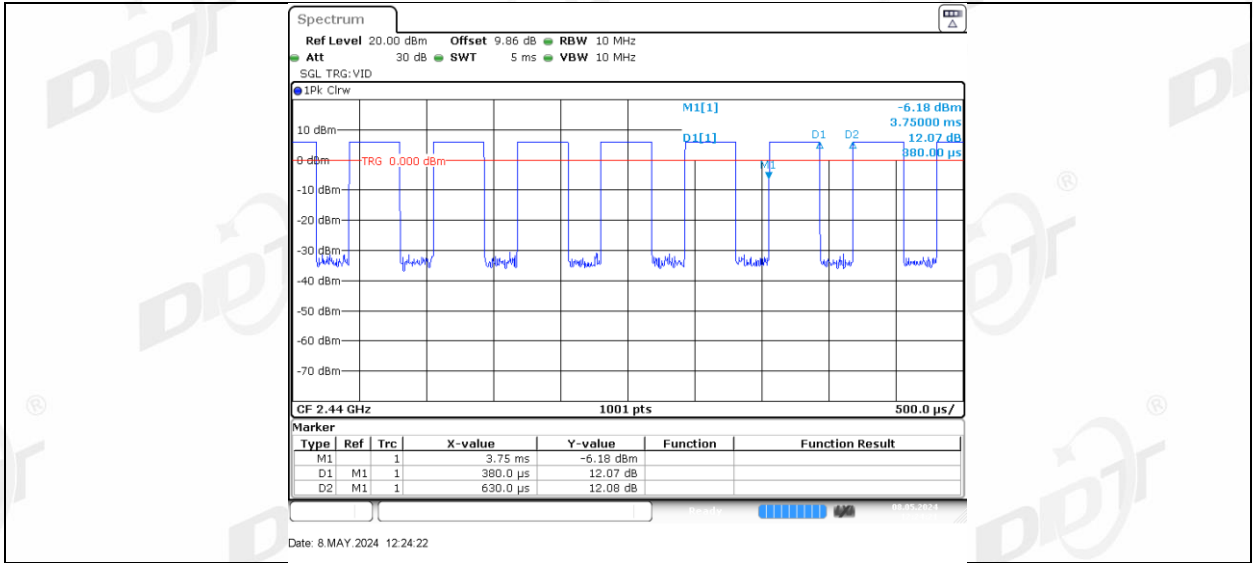 Spectrum
Ref Level 20.00 dBm Offset 9.86 dB RBW 10 MHz
Att 30 dB SWT 5 ms VBW 10 MHz
SGL TRG:VID
1Pk Clrw
M1[1] -6.18 dBm
3.75000 ms
10 dBm
D1[1] 12.07 dB
380.00 µs
D1 D2
0 dBm
TRG 0.000 dBm
M1
-10 dBm
-20 dBm
-30 dBm
-40 dBm
-50 dBm
-60 dBm
-70 dBm
CF 2.44 GHz 1001 pts 500.0 µs/
Marker
Type Ref Trc X-value Y-value Function Function Result
M1 1 3.75 ms -6.18 dBm
D1 M1 1 380.0 µs 12.07 dB
D2 M1 1 630.0 µs 12.08 dB
Ready 08.05.2024
Date: 8.MAY.2024 12:24:22
DDT
®